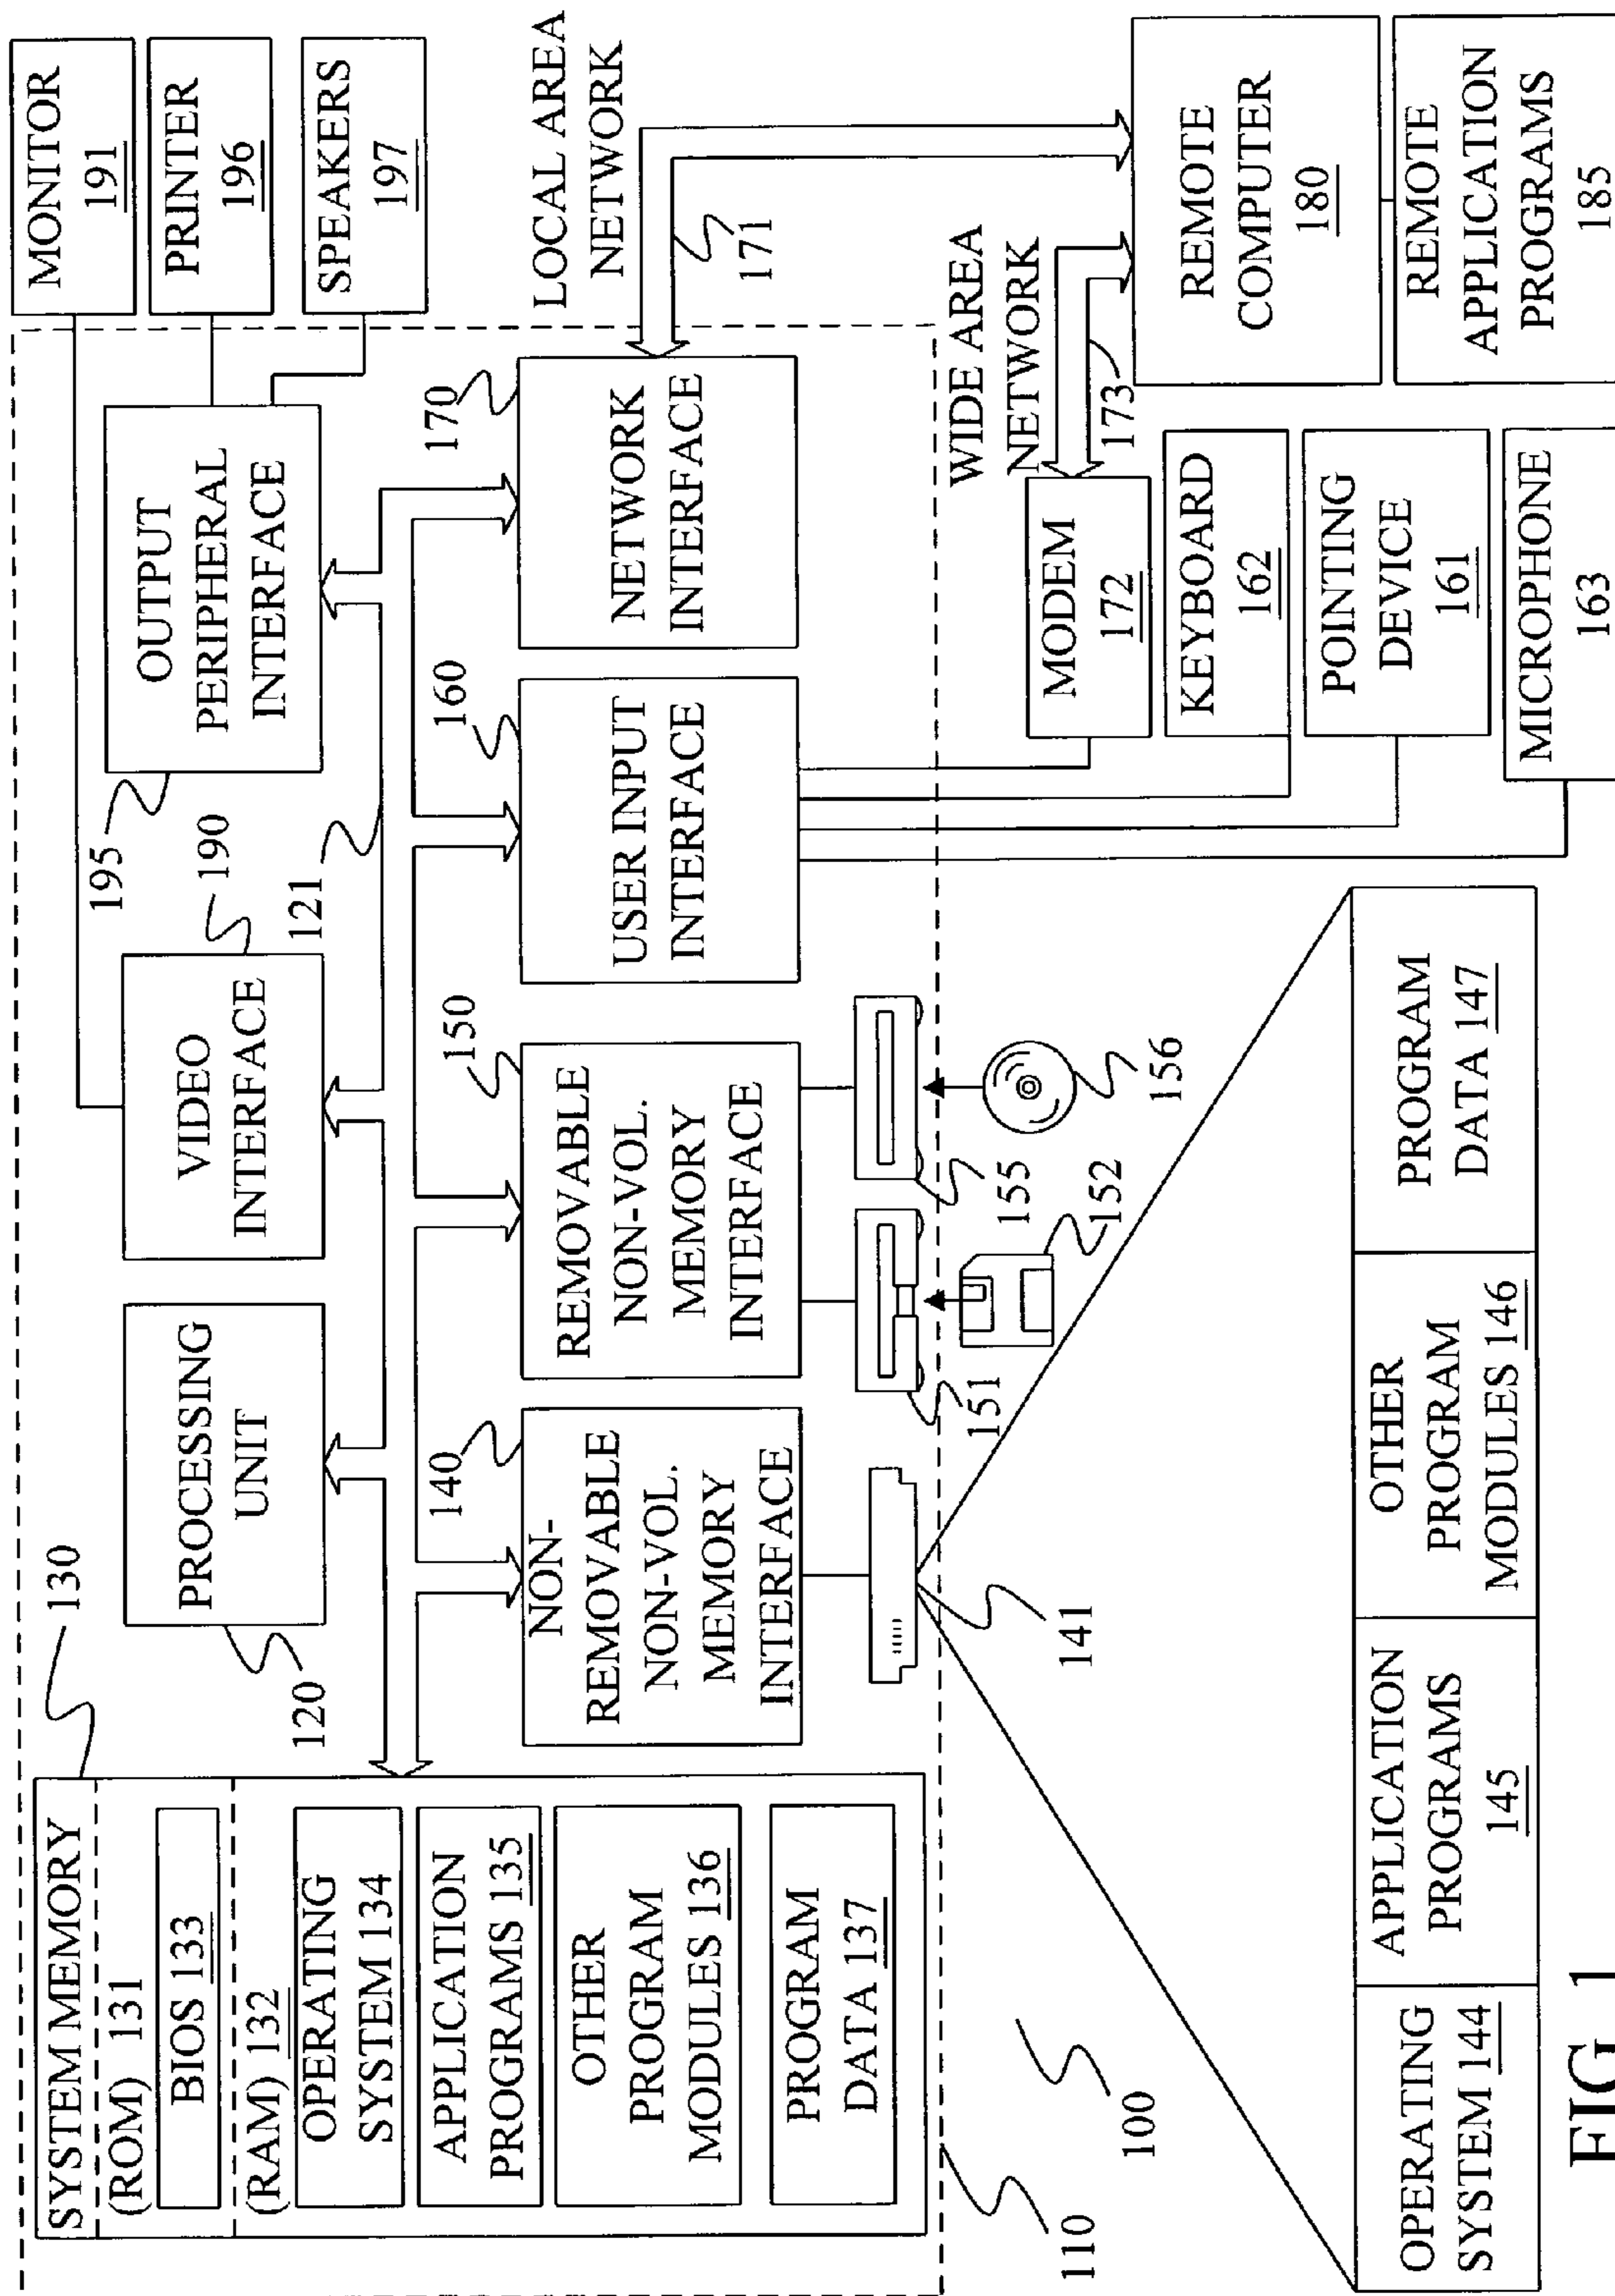 SYSTEM MEMORY
(ROM) 131
BIOS 133
(RAM) 132
OPERATING
SYSTEM 134
APPLICATION
PROGRAMS 135
OTHER
PROGRAM
MODULES 136
PROGRAM
DATA 137
130
PROCESSING
UNIT
120
VIDEO
INTERFACE
190
121
OUTPUT
PERIPHERAL
INTERFACE
195
MONITOR
191
PRINTER
196
SPEAKERS
197
NON-
REMOVABLE
NON-VOL.
MEMORY
INTERFACE
140
REMOVABLE
NON-VOL.
MEMORY
INTERFACE
150
USER INPUT
INTERFACE
160
NETWORK
INTERFACE
170
LOCAL AREA
NETWORK
171
141
151
152
155
156
WIDE AREA
NETWORK
173
MODEM
172
KEYBOARD
162
POINTING
DEVICE
161
MICROPHONE
163
REMOTE
COMPUTER
180
REMOTE
APPLICATION
PROGRAMS
185
110
100
OPERATING
SYSTEM 144
APPLICATION
PROGRAMS
145
OTHER
PROGRAM
MODULES 146
PROGRAM
DATA 147
FIG. 1